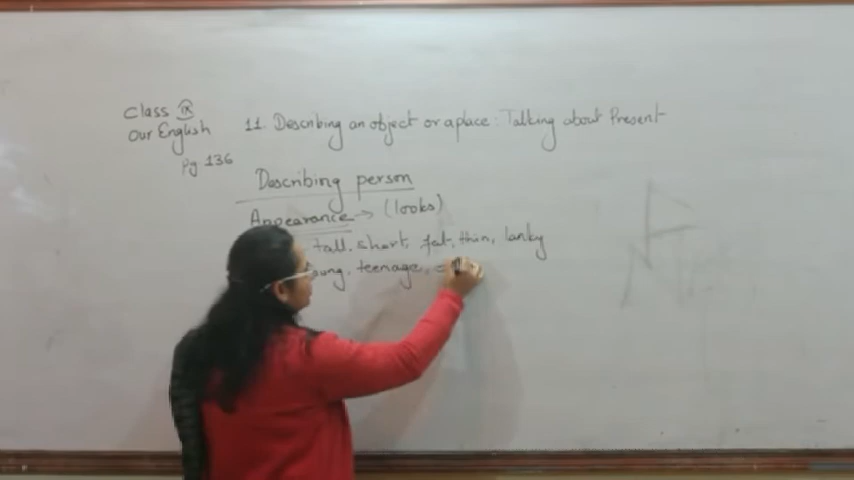 Class IX
Our English
Pg 136
11. Describing an object or a place: Talking about Present
Describing person
Appearance → (looks)
tall, short, fat, thin, lanky
teenage,